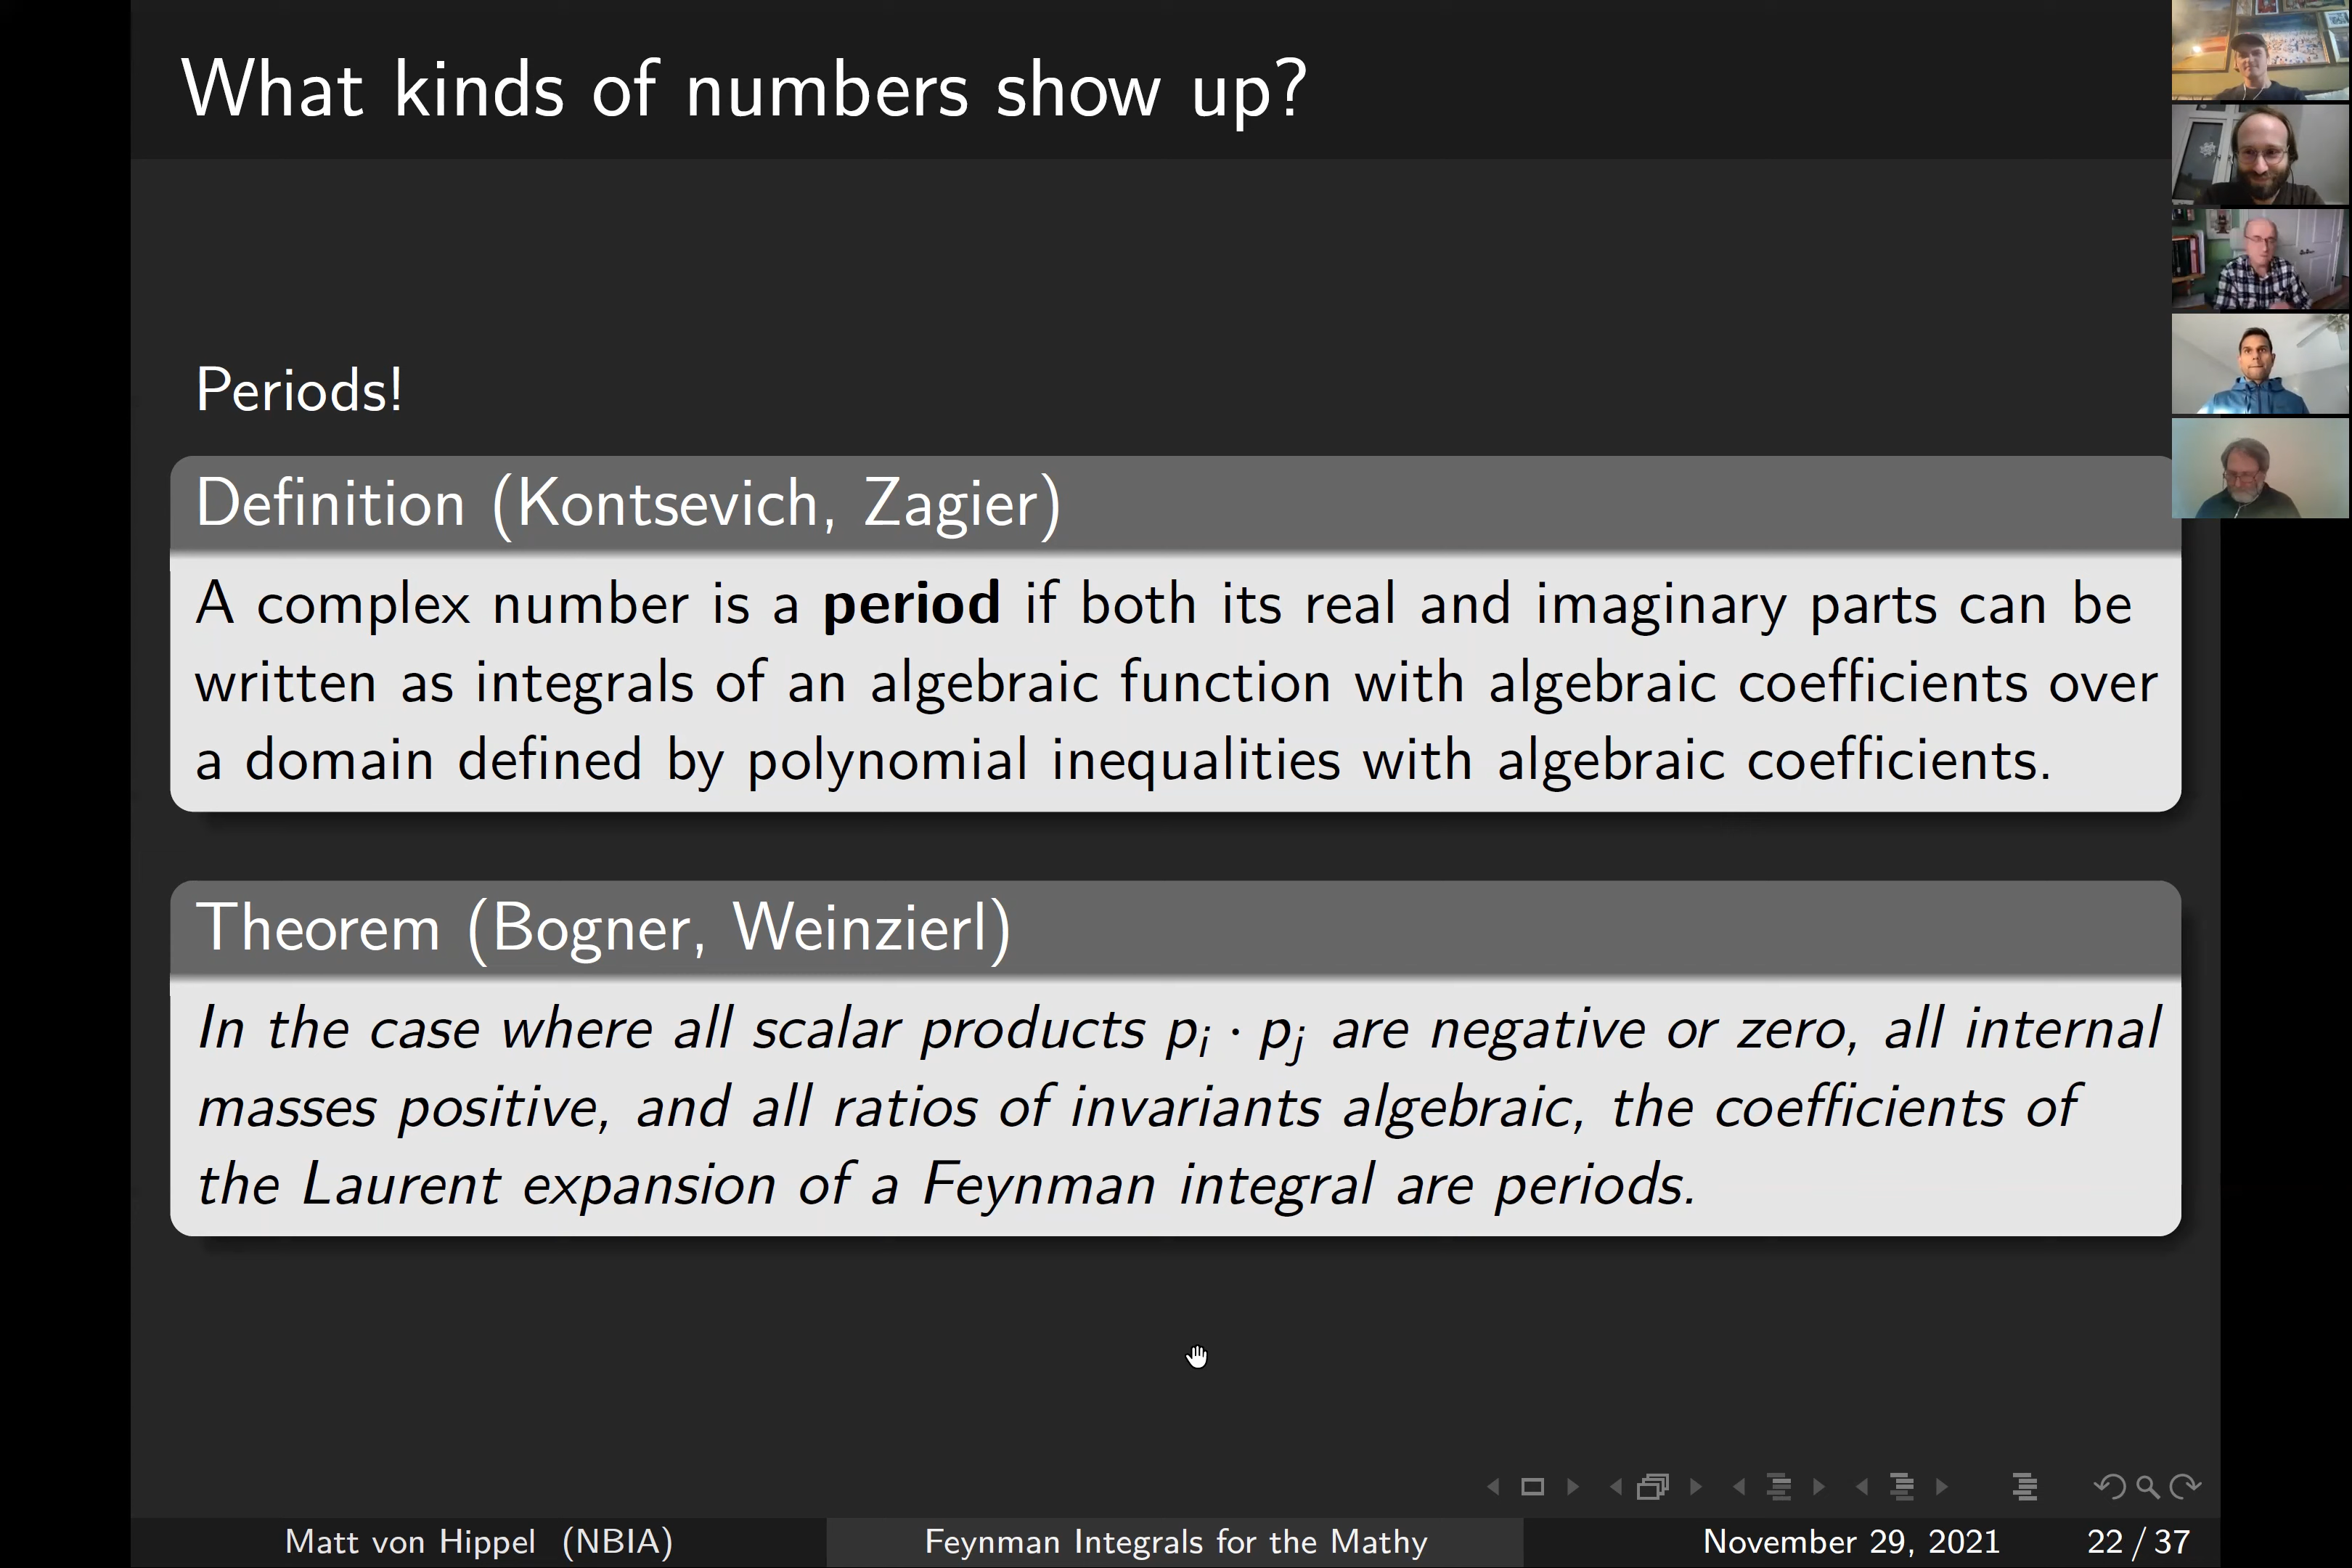 What kinds of numbers show up?
Periods!
Definition (Kontsevich, Zagier)
A complex number is a period if both its real and imaginary parts can be
written as integrals of an algebraic function with algebraic coefficients over
a domain defined by polynomial inequalities with algebraic coefficients.
Theorem (Bogner, Weinzierl)
In the case where all scalar products pᵢ · pⱼ are negative or zero, all internal
masses positive, and all ratios of invariants algebraic, the coefficients of
the Laurent expansion of a Feynman integral are periods.
Matt von Hippel (NBIA)
Feynman Integrals for the Mathy
November 29, 2021
22 / 37